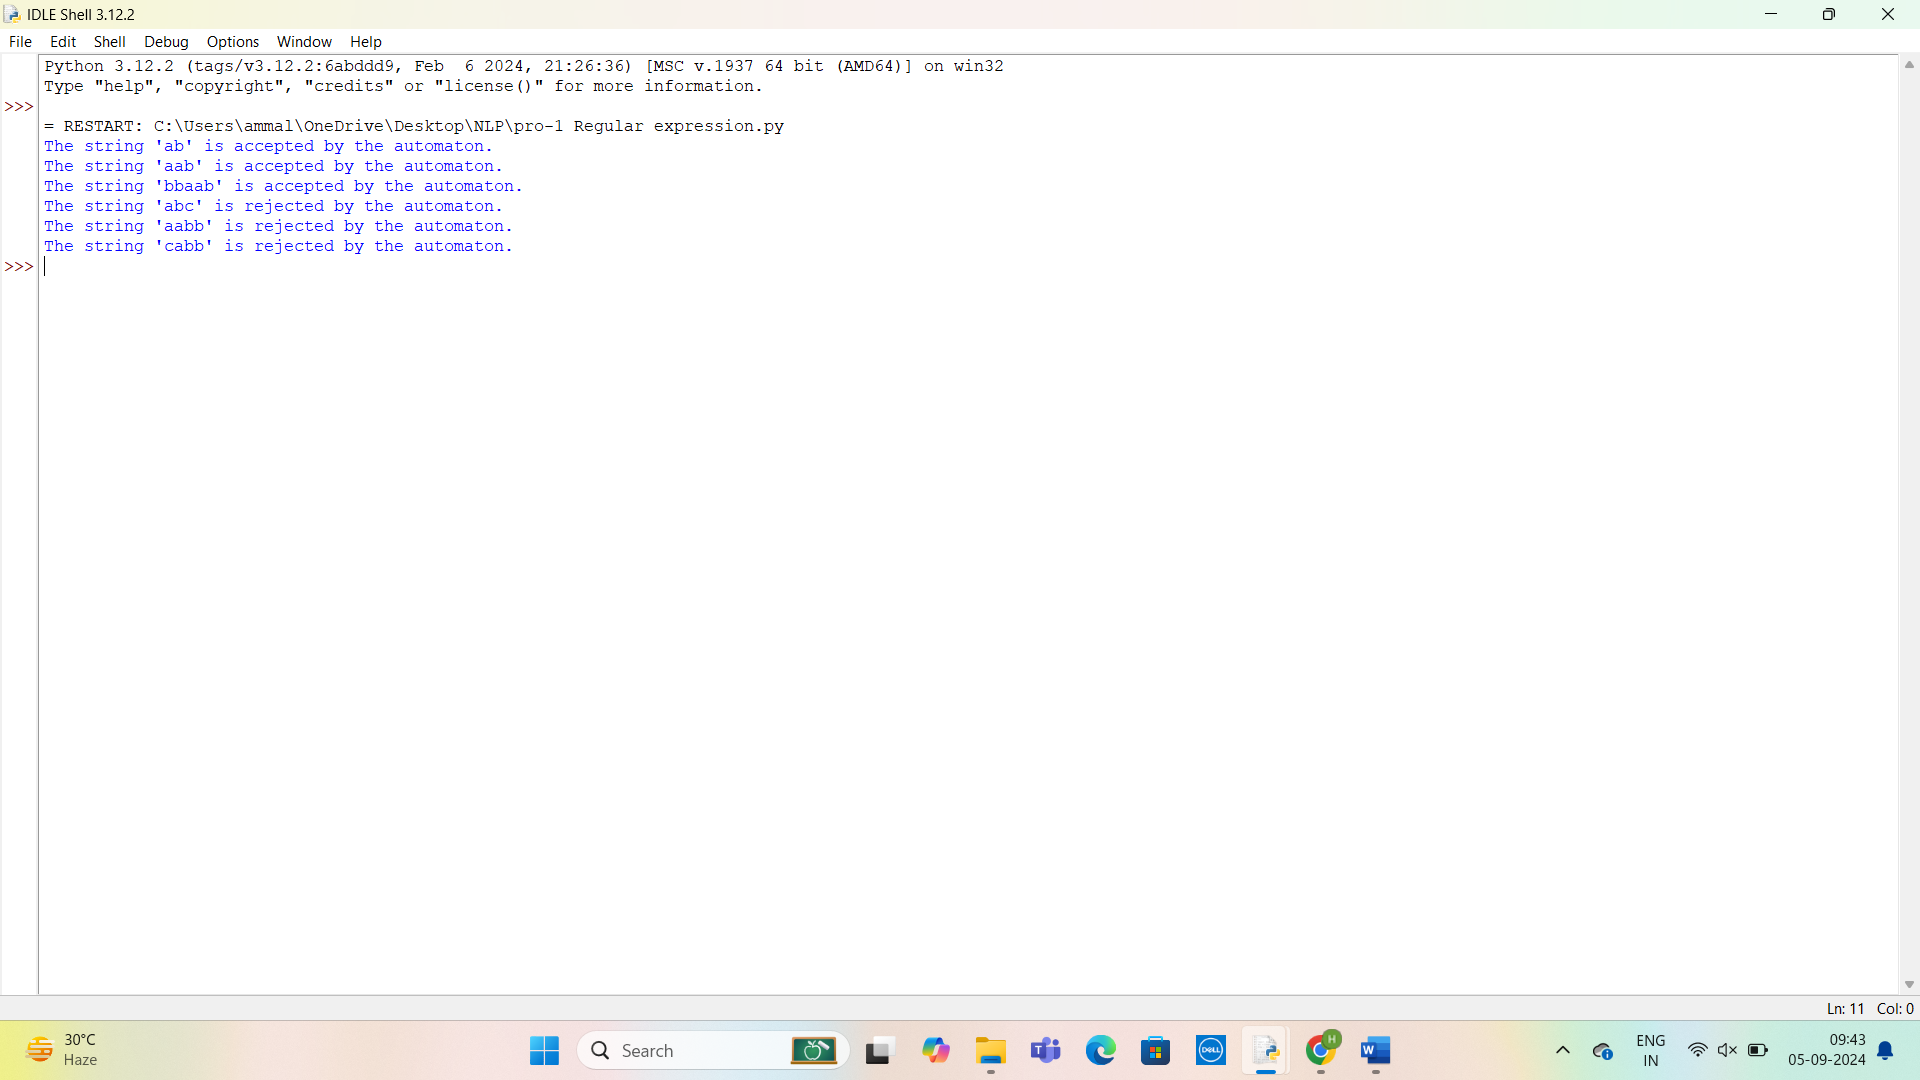 IDLE Shell 3.12.2
File Edit Shell Debug Options Window Help
Python 3.12.2 (tags/v3.12.2:6abddd9, Feb  6 2024, 21:26:36) [MSC v.1937 64 bit (AMD64)] on win32
Type "help", "copyright", "credits" or "license()" for more information.
>>>
= RESTART: C:\Users\ammal\OneDrive\Desktop\NLP\pro-1 Regular expression.py
The string 'ab' is accepted by the automaton.
The string 'aab' is accepted by the automaton.
The string 'bbaab' is accepted by the automaton.
The string 'abc' is rejected by the automaton.
The string 'aabb' is rejected by the automaton.
The string 'cabb' is rejected by the automaton.
>>>
Ln: 11 Col: 0
30°C
Haze
Search
DELL
H
W
ENG
IN
09:43
05-09-2024